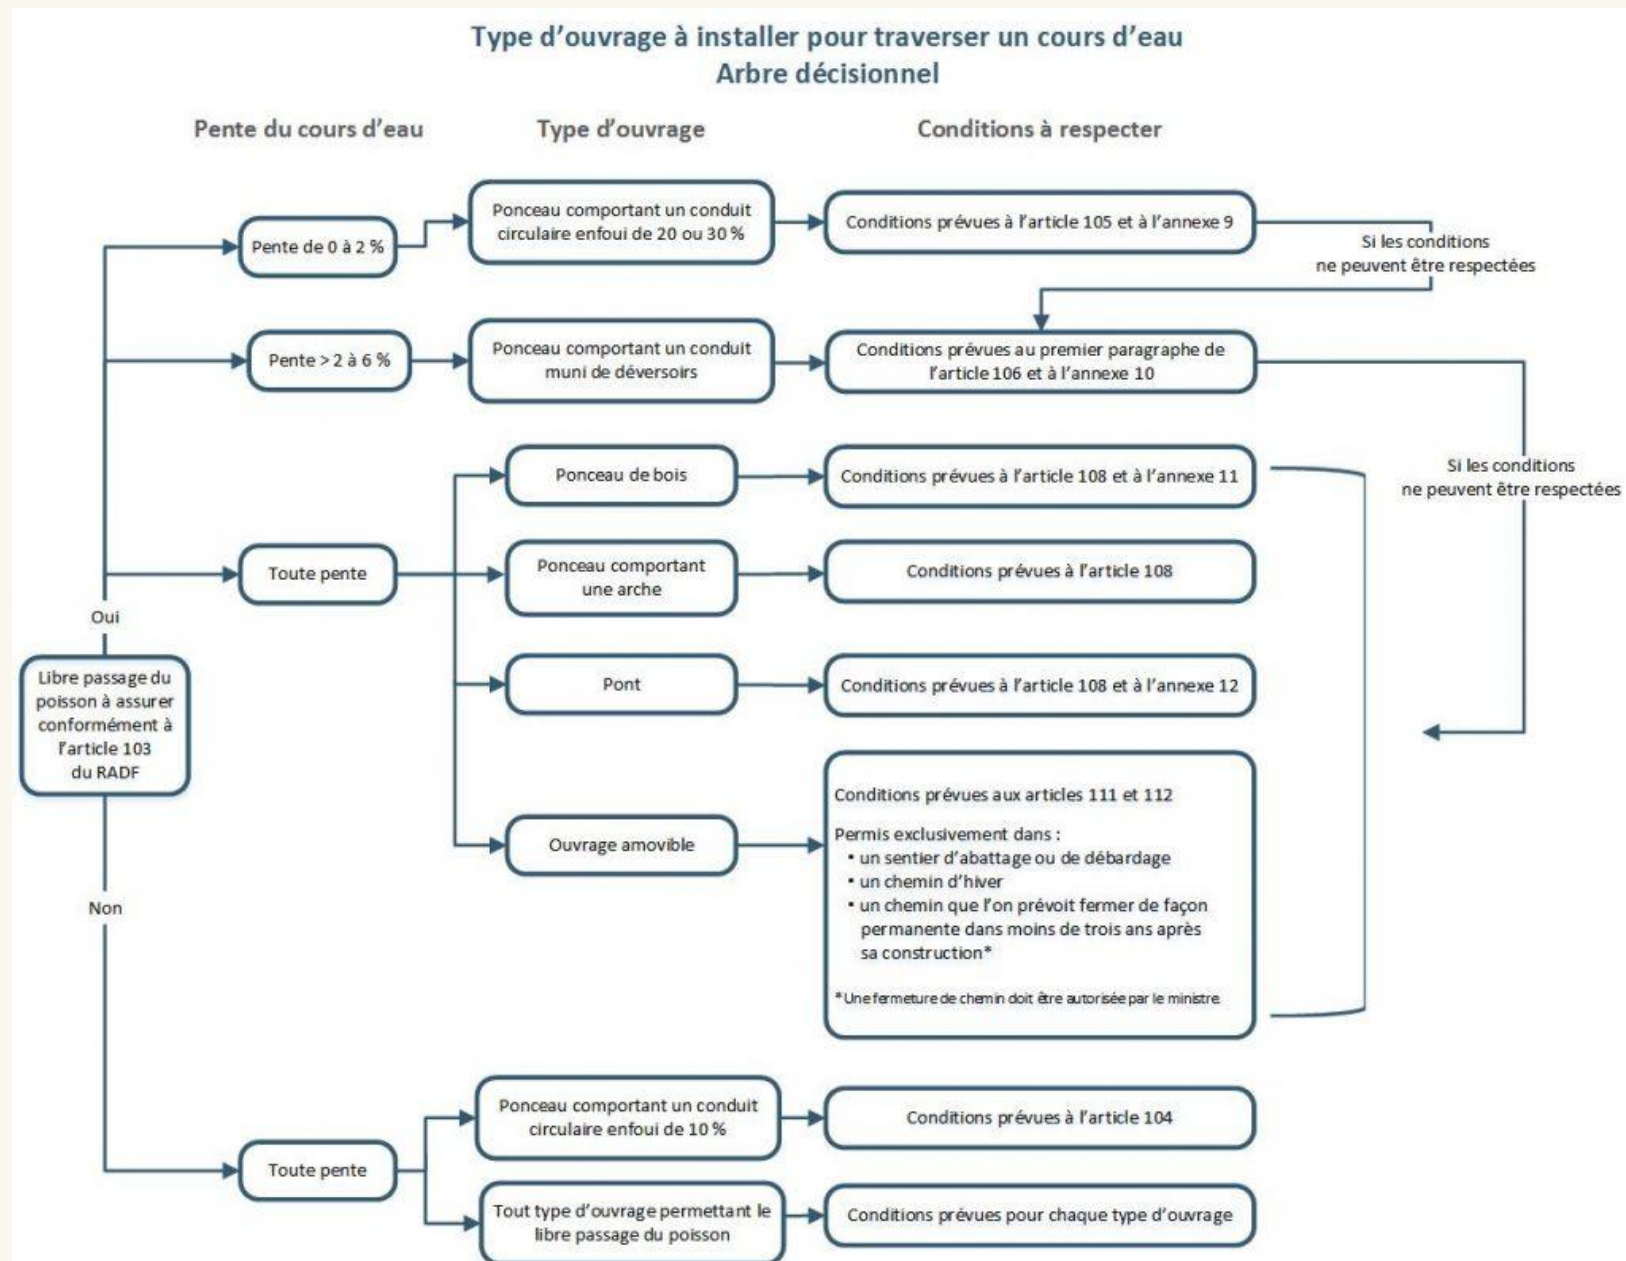 Type d'ouvrage à installer pour traverser un cours d'eau
Arbre décisionnel
Pente du cours d'eau
Type d'ouvrage
Conditions à respecter
Pente de 0 à 2 %
Ponceau comportant un conduit
circulaire enfoui de 20 ou 30 %
Conditions prévues à l'article 105 et à l'annexe 9
Si les conditions
ne peuvent être respectées
Pente > 2 à 6 %
Ponceau comportant un conduit
muni de déversoirs
Conditions prévues au premier paragraphe de
l'article 106 et à l'annexe 10
Si les conditions
ne peuvent être respectées
Oui
Libre passage du
poisson à assurer
conformément à
l'article 103
du RADF
Toute pente
Ponceau de bois
Conditions prévues à l'article 108 et à l'annexe 11
Ponceau comportant
une arche
Conditions prévues à l'article 108
Pont
Conditions prévues à l'article 108 et à l'annexe 12
Ouvrage amovible
Conditions prévues aux articles 111 et 112
Permis exclusivement dans :
▪ un sentier d'abattage ou de débardage
▪ un chemin d'hiver
▪ un chemin que l'on prévoit fermer de façon
permanente dans moins de trois ans après
sa construction*
*Une fermeture de chemin doit être autorisée par le ministre.
Non
Toute pente
Ponceau comportant un conduit
circulaire enfoui de 10 %
Conditions prévues à l'article 104
Tout type d'ouvrage permettant le
libre passage du poisson
Conditions prévues pour chaque type d'ouvrage